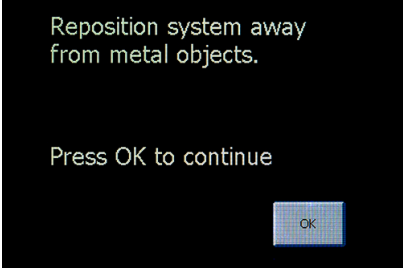 Reposition system away
from metal objects.
Press OK to continue
OK